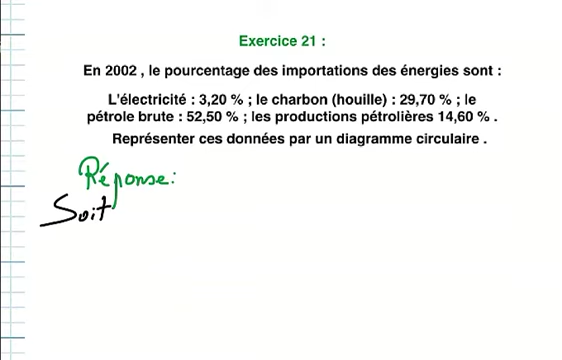 Exercice 21 :
En 2002 , le pourcentage des importations des énergies sont :
L'électricité : 3,20 % ; le charbon (houille) : 29,70 % ; le
pétrole brute : 52,50 % ; les productions pétrolières 14,60 % .
Représenter ces données par un diagramme circulaire .
Réponse:
Soit